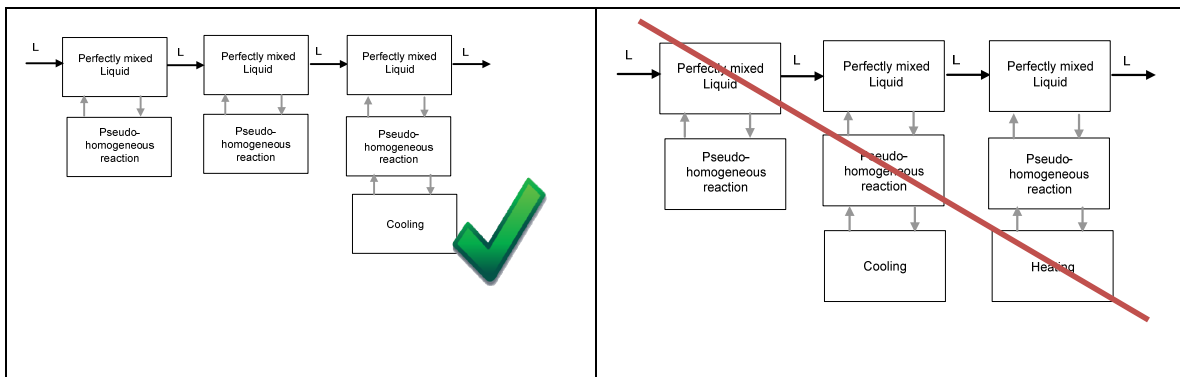 L
Perfectly mixed
Liquid
L
Perfectly mixed
Liquid
L
Perfectly mixed
Liquid
L
Pseudo-
homogeneous
reaction
Pseudo-
homogeneous
reaction
Pseudo-
homogeneous
reaction
Cooling
L
Perfectly mixed
Liquid
L
Perfectly mixed
Liquid
L
Perfectly mixed
Liquid
L
Pseudo-
homogeneous
reaction
Pseudo-
homogeneous
reaction
Pseudo-
homogeneous
reaction
Cooling
Heating